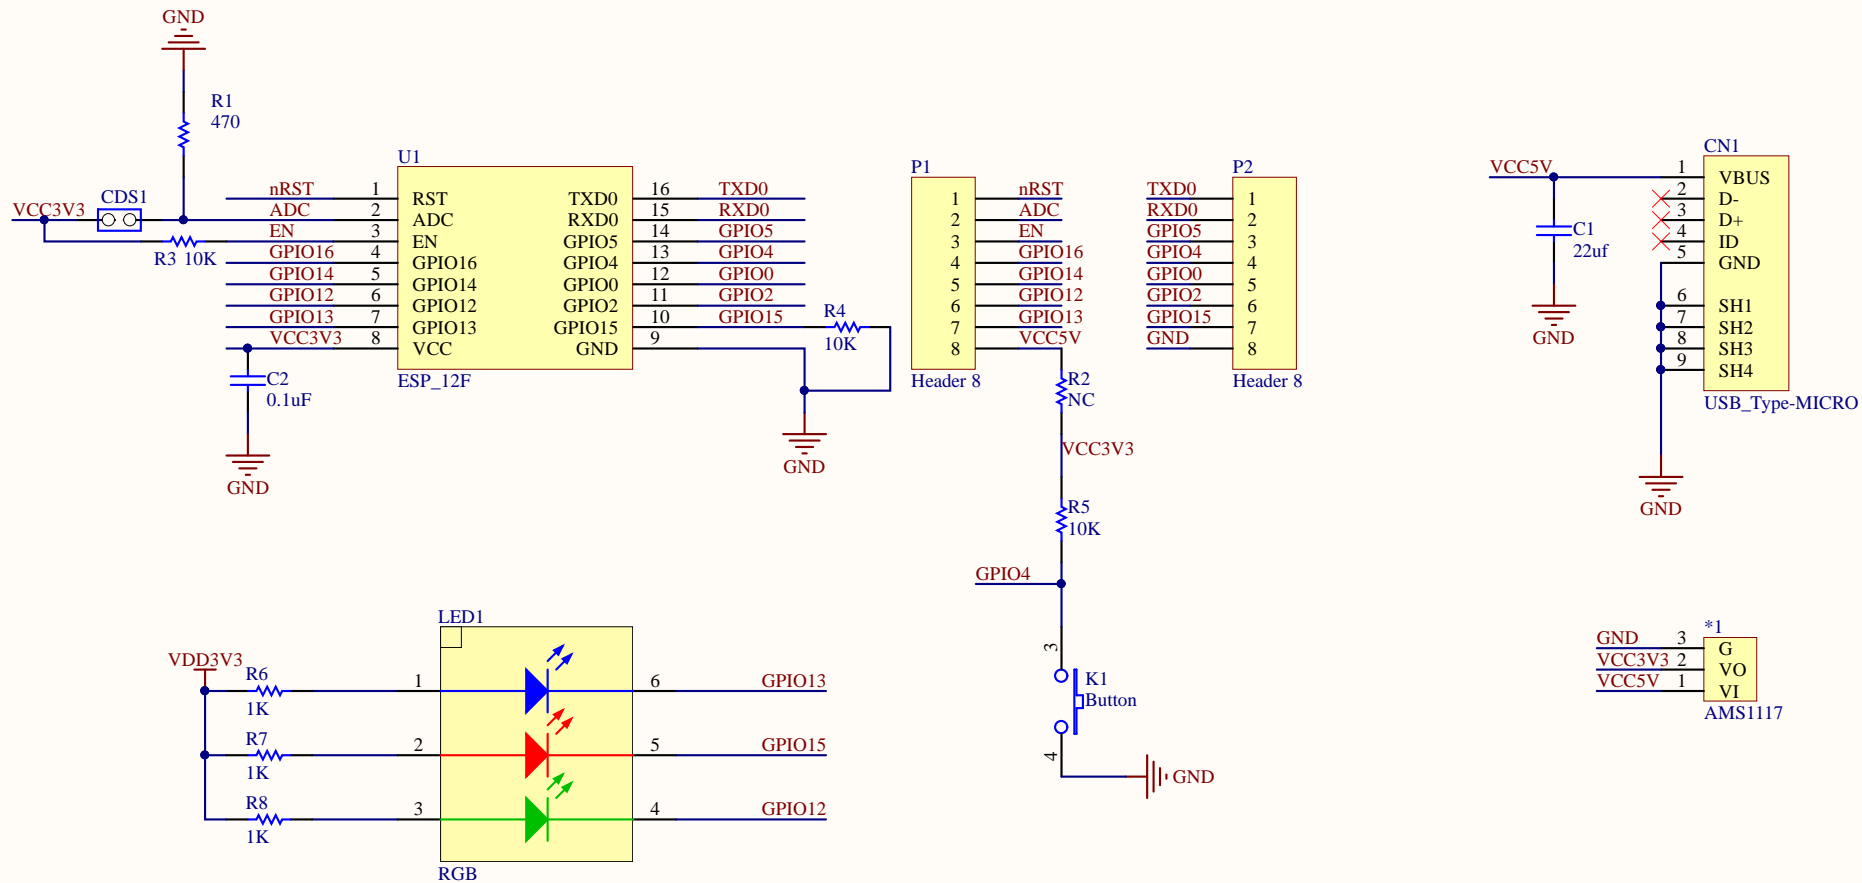 GND
R1
470
VCC3V3
CDS1
R3 10K
U1
nRST 1 RST TXD0 16 TXD0
ADC 2 ADC RXD0 15 RXD0
EN 3 EN GPIO5 14 GPIO5
GPIO16 4 GPIO16 GPIO4 13 GPIO4
GPIO14 5 GPIO14 GPIO0 12 GPIO0
GPIO12 6 GPIO12 GPIO2 11 GPIO2
GPIO13 7 GPIO13 GPIO15 10 GPIO15
VCC3V3 8 VCC GND 9
ESP_12F
R4
10K
GND
C2
0.1uF
GND
P1
1 nRST
2 ADC
3 EN
4 GPIO16
5 GPIO14
6 GPIO12
7 GPIO13
8 VCC5V
Header 8
R2
NC
VCC3V3
R5
10K
GPIO4
3
K1
Button
4
GND
P2
TXD0 1
RXD0 2
GPIO5 3
GPIO4 4
GPIO0 5
GPIO2 6
GPIO15 7
GND 8
Header 8
CN1
VCC5V 1 VBUS
2 D-
3 D+
4 ID
5 GND
6 SH1
7 SH2
8 SH3
9 SH4
USB_Type-MICRO
C1
22uf
GND
GND
LED1
VDD3V3
R6
1K
1 6 GPIO13
R7
1K
2 5 GPIO15
R8
1K
3 4 GPIO12
RGB
*1
GND 3 G
VCC3V3 2 VO
VCC5V 1 VI
AMS1117